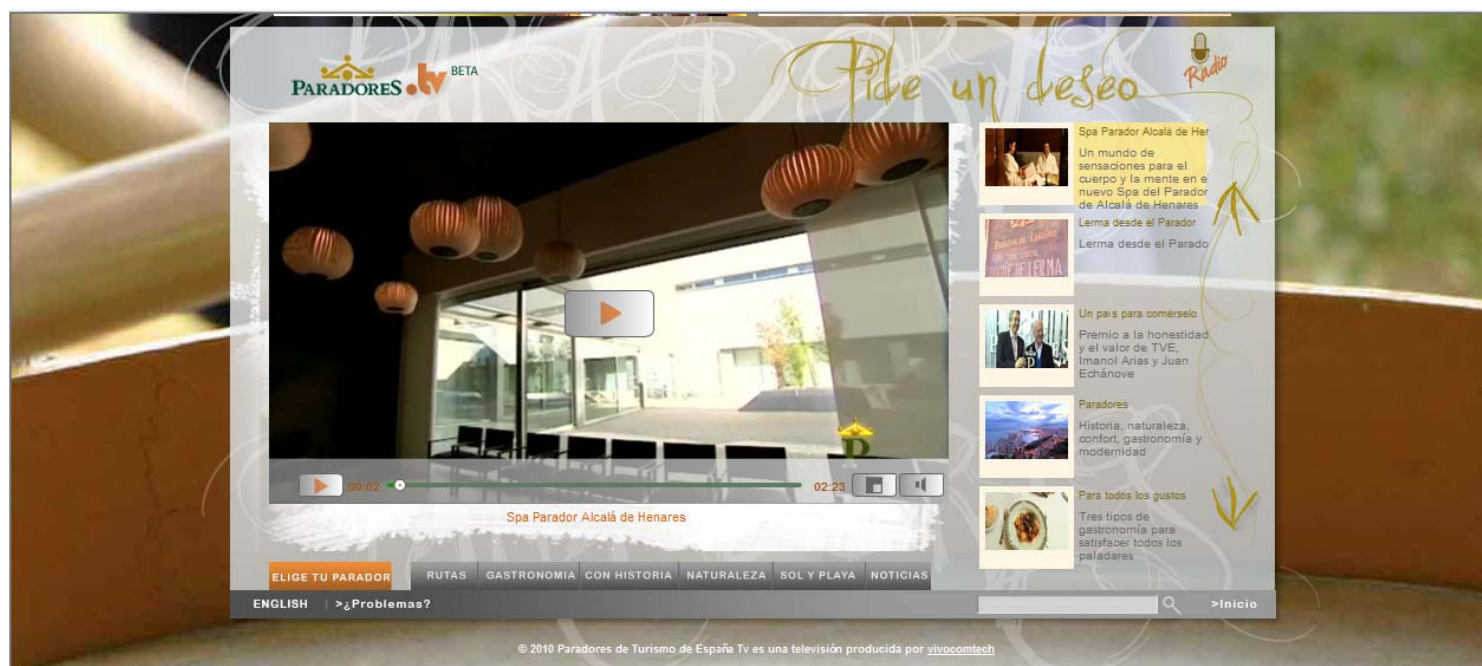 PARADORES.tv BETA
Pide un deseo
Radio
Spa Parador Alcalá de Her
Un mundo de
sensaciones para el
cuerpo y la mente en e
nuevo Spa del Parador
de Alcalá de Henares
Lerma desde el Parador
Lerma desde el Parado
DE LERMA
Un país para comérselo
Premio a la honestidad
y el valor de TVE,
Imanol Arias y Juan
Echánove
Paradores
Historia, naturaleza,
confort, gastronomía y
modernidad
Para todos los gustos
Tres tipos de
gastronomía para
satisfacer todos los
paladares
P
00:02
02:23
Spa Parador Alcalá de Henares
ELIGE TU PARADOR RUTAS GASTRONOMIA CON HISTORIA NATURALEZA SOL Y PLAYA NOTICIAS
ENGLISH | >¿Problemas? >Inicio
© 2010 Paradores de Turismo de España Tv es una televisión producida por vivocomtech